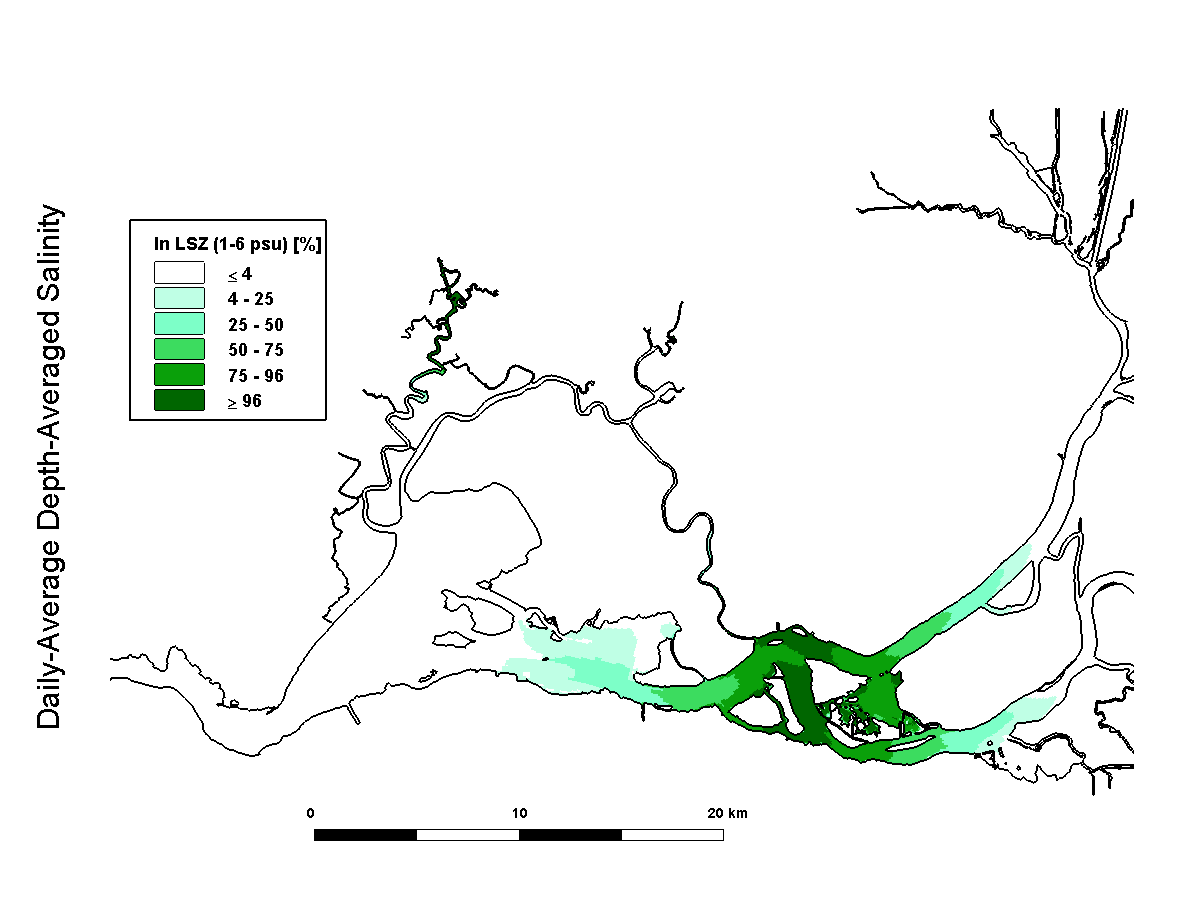 Daily-Average Depth-Averaged Salinity
In LSZ (1-6 psu) [%]
≤ 4
4 - 25
25 - 50
50 - 75
75 - 96
≥ 96
0 10 20 km